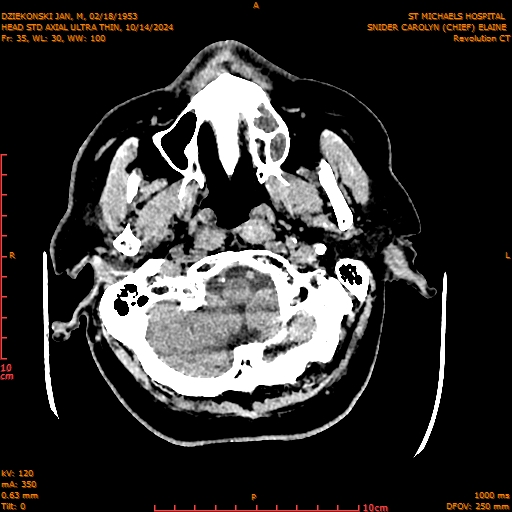 DZIEKONSKI JAN, M, 02/18/1953
HEAD STD AXIAL ULTRA THIN, 10/14/2024
Fr: 35, WL: 30, WW: 100
A
ST MICHAELS HOSPITAL
SNIDER CAROLYN (CHIEF) ELAINE
Revolution CT
R
L
10
cm
kV: 120
mA: 350
0.63 mm
Tilt: 0
P
10cm
1000 ms
DFOV: 250 mm